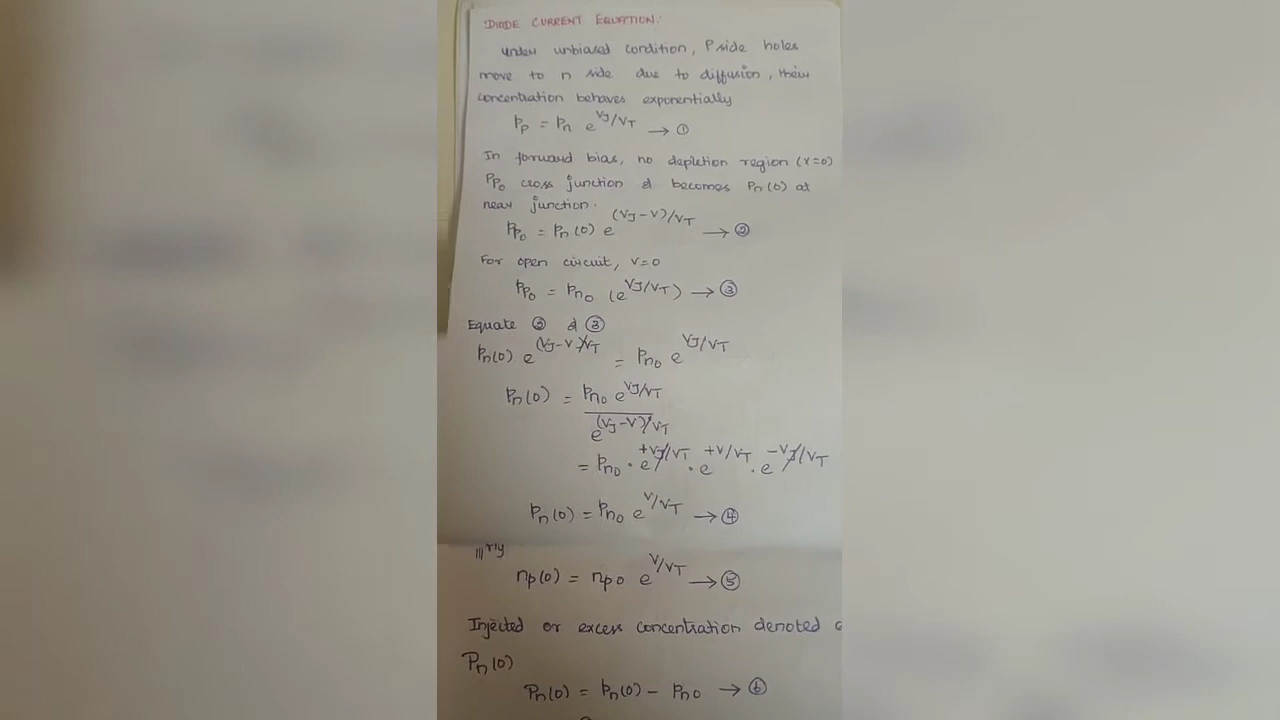 DIODE CURRENT EQUATION:
Under unbiased condition, P side holes
move to n side due to diffusion, their
concentration behaves exponentially
Pp = Pn e^VJ/VT → ①
In forward bias, no depletion region (x=0)
PP0 cross junction & becomes Pn(0) at
near junction.
PP0 = Pn(0) e^(VJ-V)/VT → ②
For open circuit, V=0
PP0 = Pn0 (e^VJ/VT) → ③
Equate ② & ③
Pn(0) e^(VJ-V)/VT = Pn0 e^VJ/VT
Pn(0) = Pn0 e^VJ/VT
e^(VJ-V)/VT
= Pn0 . e^+VJ/VT . e^+V/VT . e^-VJ/VT
Pn(0) = Pn0 e^V/VT → ④
|||rly
np(0) = np0 e^V/VT → ⑤
Injected or excess concentration denoted
Pn(0)
Pn(0) = Pn(0) - Pn0 → ⑥